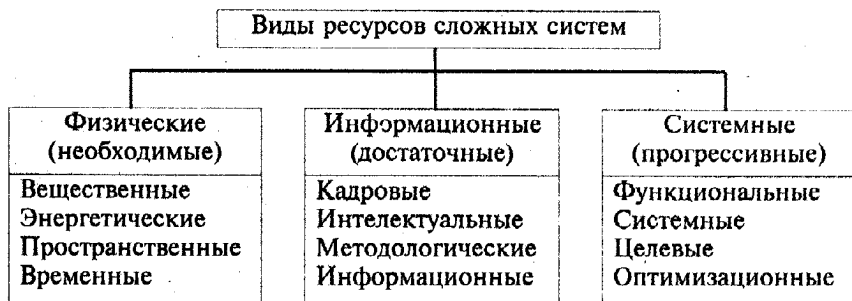 Виды ресурсов сложных систем
Физические
(необходимые)
Вещественные
Энергетические
Пространственные
Временные
Информационные
(достаточные)
Кадровые
Интелектуальные
Методологические
Информационные
Системные
(прогрессивные)
Функциональные
Системные
Целевые
Оптимизационные